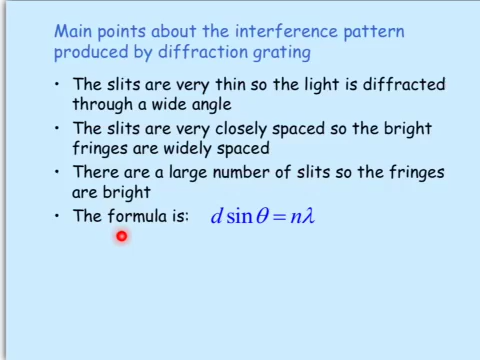 Main points about the interference pattern
produced by diffraction grating
• The slits are very thin so the light is diffracted
through a wide angle
• The slits are very closely spaced so the bright
fringes are widely spaced
• There are a large number of slits so the fringes
are bright
• The formula is: d sin θ = nλ